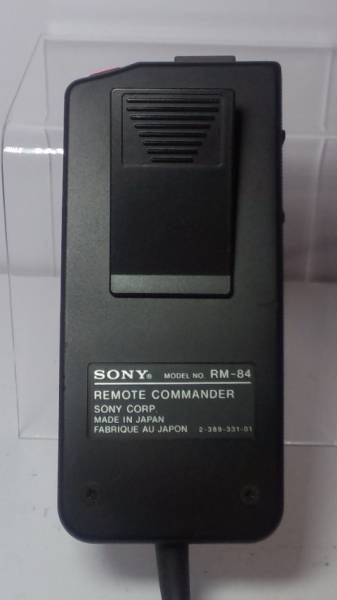 SONY® MODEL NO. RM-84
REMOTE COMMANDER
SONY CORP.
MADE IN JAPAN
FABRIQUE AU JAPON 2-389-331-01